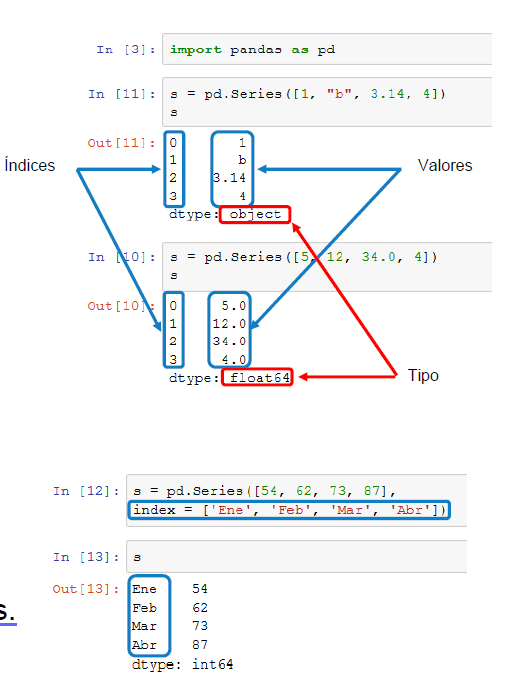 In [3]: import pandas as pd
In [11]: s = pd.Series([1, "b", 3.14, 4])
s
Out[11]: 0 1
Índices
1 b
Valores
2 3.14
3 4
dtype: object
In [10]: s = pd.Series([5, 12, 34.0, 4])
s
Out[10]: 0 5.0
1 12.0
2 34.0
3 4.0
dtype: float64
Tipo
In [12]: s = pd.Series([54, 62, 73, 87],
index = ['Ene', 'Feb', 'Mar', 'Abr'])
In [13]: s
Out[13]: Ene 54
Feb 62
s.
Mar 73
Abr 87
dtype: int64